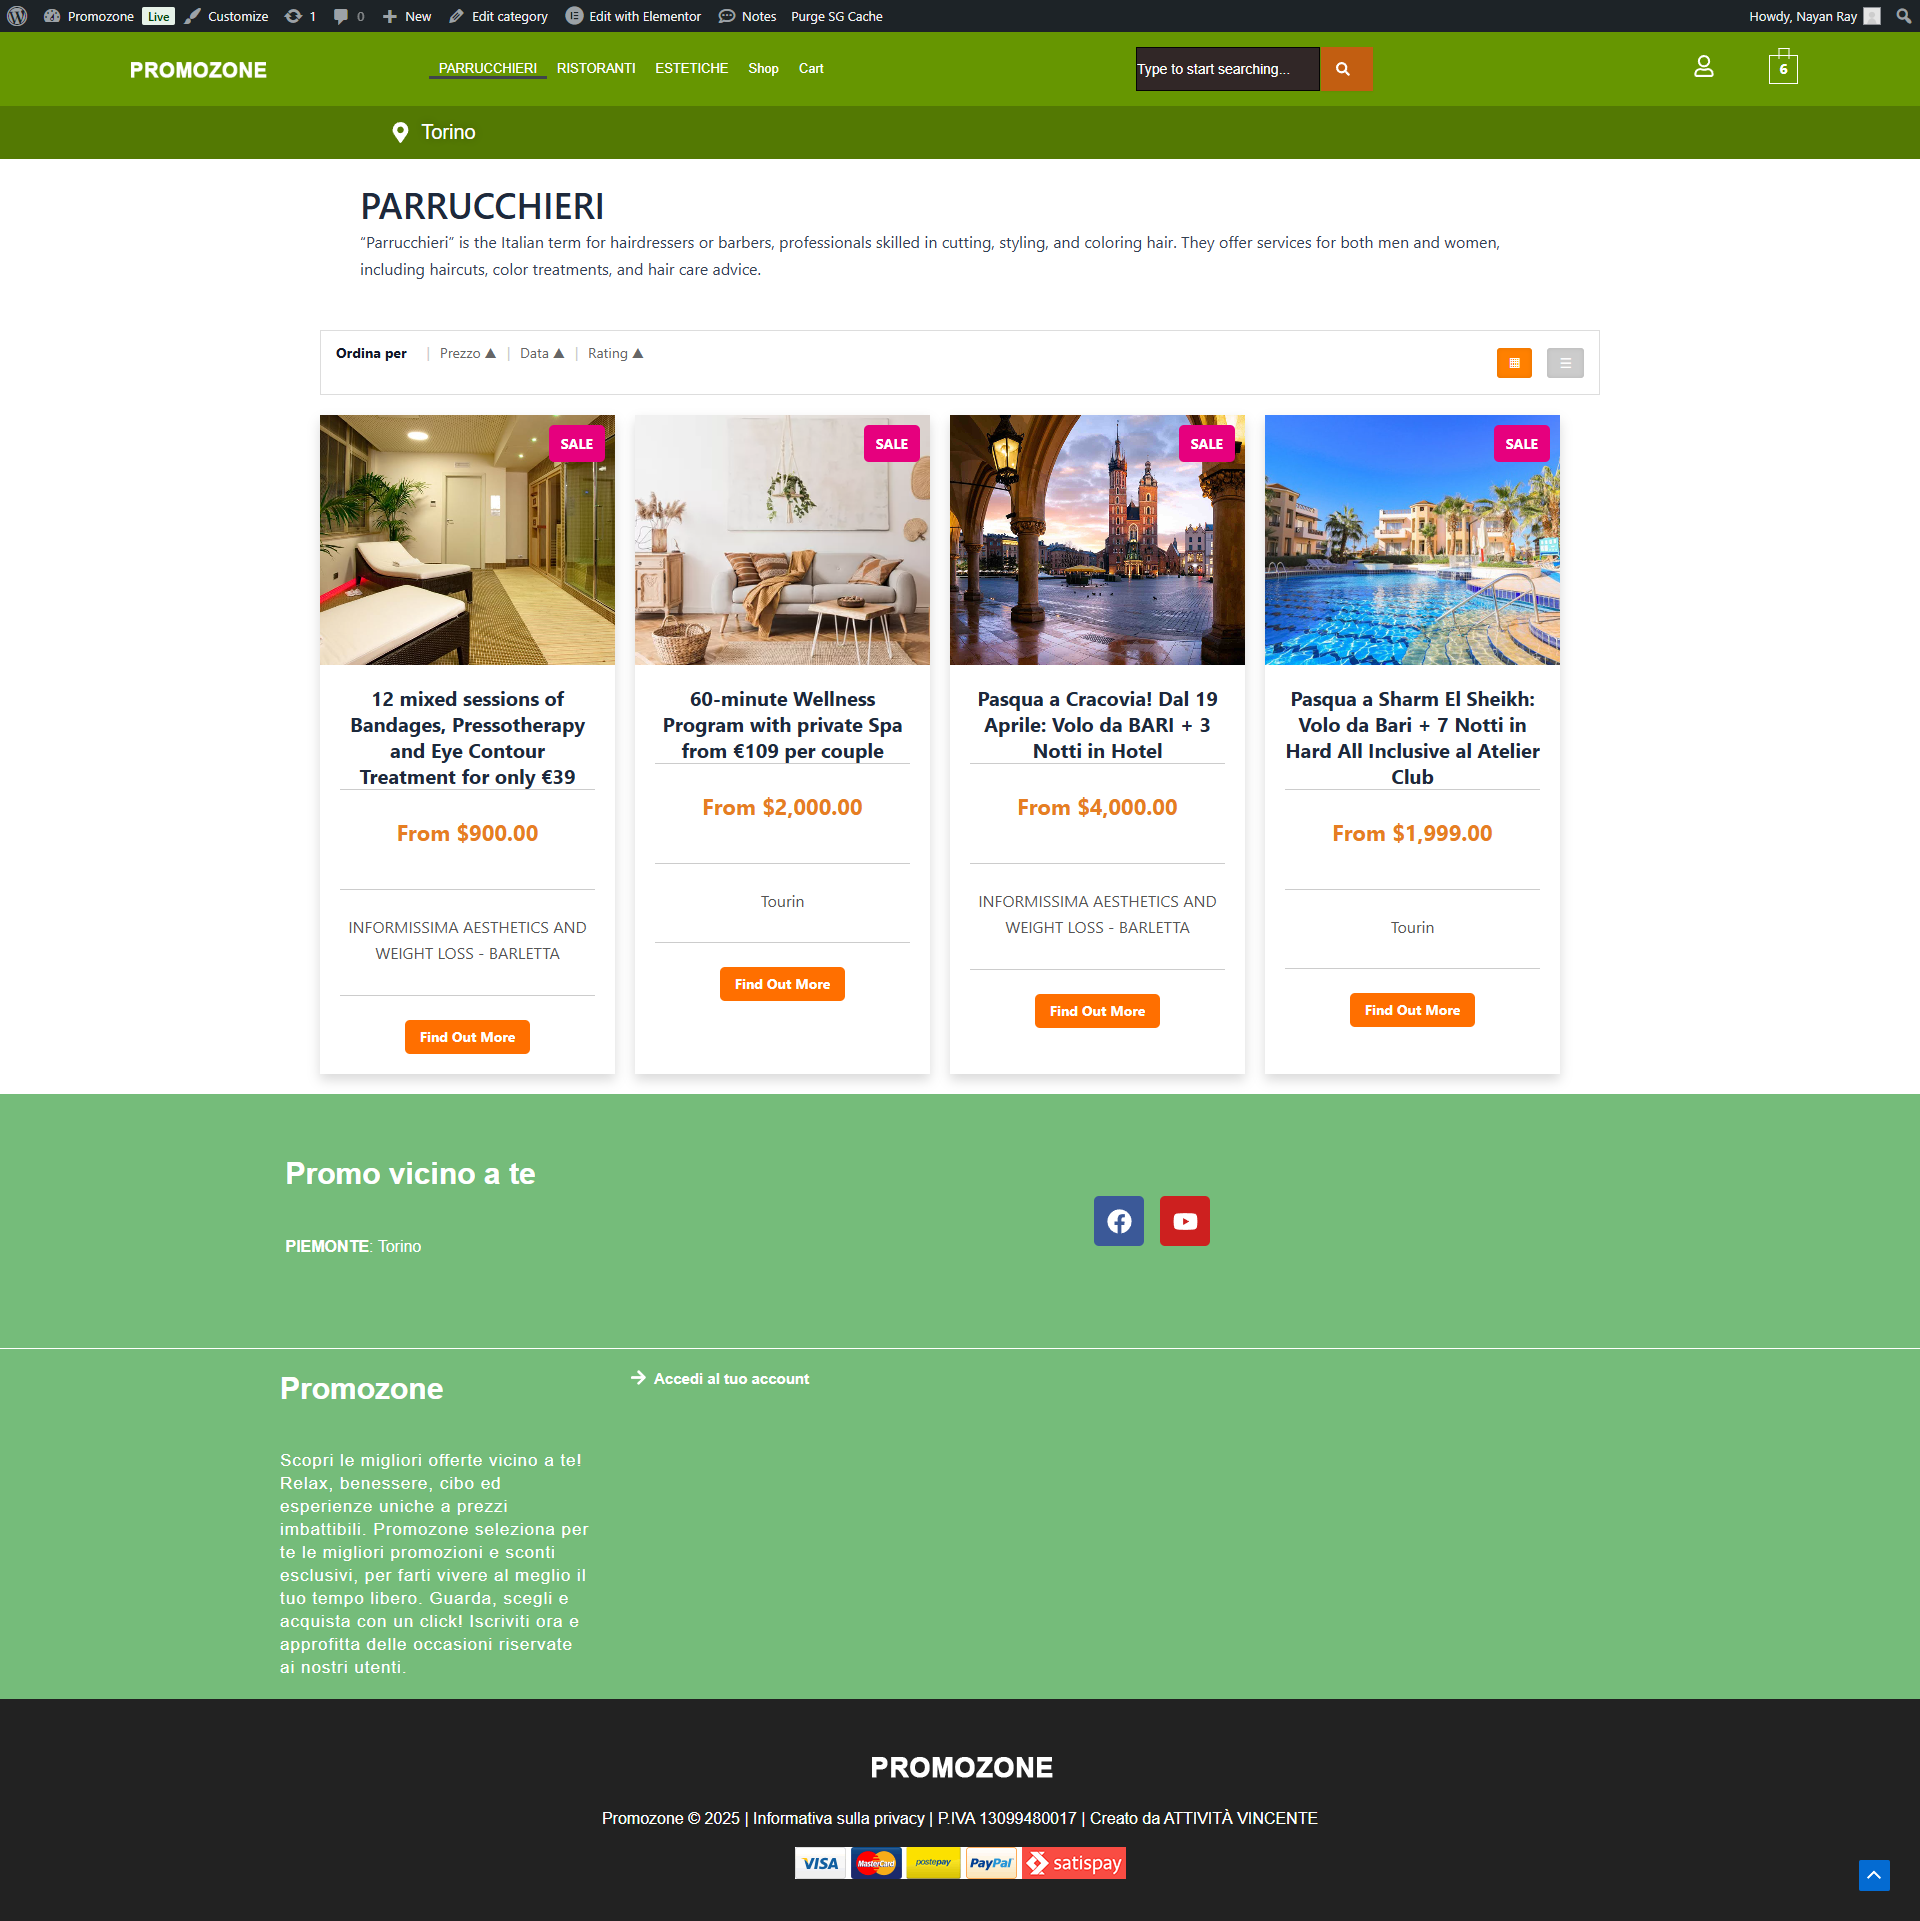 Promozone Live Customize 1 0 New Edit category Edit with Elementor Notes Purge SG Cache Howdy, Nayan Ray
PROMOZONE PARRUCCHIERI RISTORANTI ESTETICHE Shop Cart Type to start searching... 6
Torino
PARRUCCHIERI
“Parrucchieri” is the Italian term for hairdressers or barbers, professionals skilled in cutting, styling, and coloring hair. They offer services for both men and women,
including haircuts, color treatments, and hair care advice.
Ordina per | Prezzo ▲ | Data ▲ | Rating ▲
SALE
12 mixed sessions of
Bandages, Pressotherapy
and Eye Contour
Treatment for only €39
From $900.00
INFORMISSIMA AESTHETICS AND
WEIGHT LOSS - BARLETTA
Find Out More
SALE
60-minute Wellness
Program with private Spa
from €109 per couple
From $2,000.00
Tourin
Find Out More
SALE
Pasqua a Cracovia! Dal 19
Aprile: Volo da BARI + 3
Notti in Hotel
From $4,000.00
INFORMISSIMA AESTHETICS AND
WEIGHT LOSS - BARLETTA
Find Out More
SALE
Pasqua a Sharm El Sheikh:
Volo da Bari + 7 Notti in
Hard All Inclusive al Atelier
Club
From $1,999.00
Tourin
Find Out More
Promo vicino a te
PIEMONTE: Torino
Promozone
Scopri le migliori offerte vicino a te!
Relax, benessere, cibo ed
esperienze uniche a prezzi
imbattibili. Promozone seleziona per
te le migliori promozioni e sconti
esclusivi, per farti vivere al meglio il
tuo tempo libero. Guarda, scegli e
acquista con un click! Iscriviti ora e
approfitta delle occasioni riservate
ai nostri utenti.
Accedi al tuo account
PROMOZONE
Promozone © 2025 | Informativa sulla privacy | P.IVA 13099480017 | Creato da ATTIVITÀ VINCENTE
VISA MasterCard postepay PayPal satispay